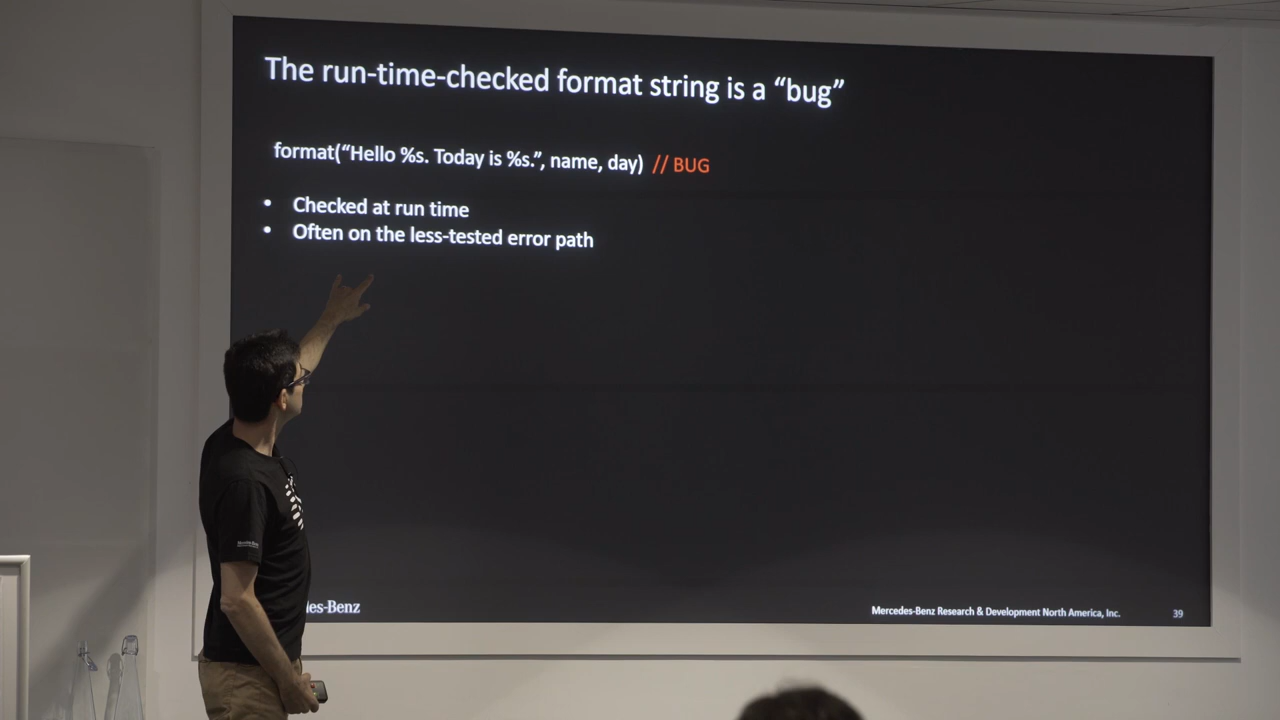 The run-time-checked format string is a “bug”
format(“Hello %s. Today is %s.”, name, day) // BUG
• Checked at run time
• Often on the less-tested error path
des-Benz
Mercedes-Benz Research & Development North America, Inc.
39